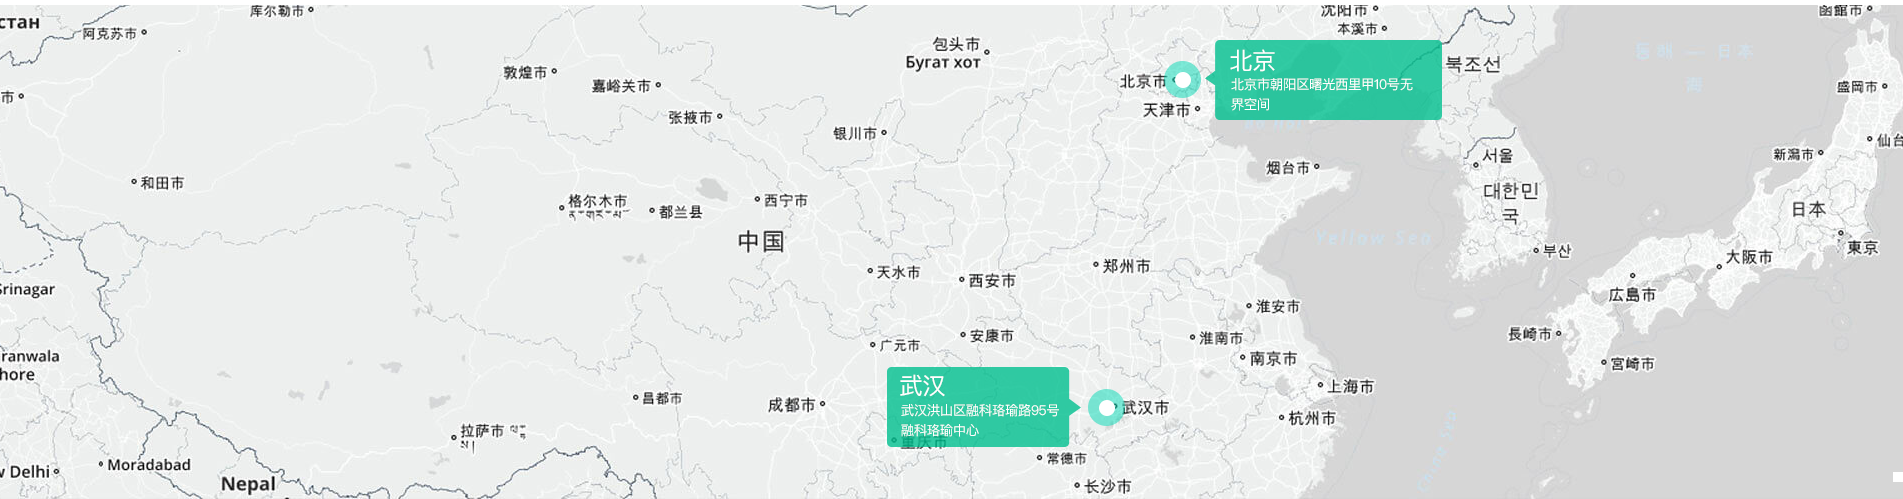 стан
库尔勒市
阿克苏市
包头市
Бугат хот
沈阳市
本溪市
函館市
敦煌市
嘉峪关市
张掖市
银川市
北京市
天津市
北京
北京市朝阳区曙光西里甲10号无
界空间
북조선
盛岡市
市
和田市
格尔木市
都兰县
西宁市
烟台市
서울
대한민
국
新潟市
仙台
日本
中国
Yellow Sea
부산
大阪市
東京
天水市
西安市
郑州市
淮安市
広島市
Srinagar
安康市
广元市
淮南市
南京市
長崎市
宮崎市
ranwala
hore
武汉
武汉洪山区融科珞瑜路95号
融科珞瑜中心
武汉市
上海市
昌都市
成都市
杭州市
拉萨市
重庆市
常德市
长沙市
w Delhi
Moradabad
Nepal